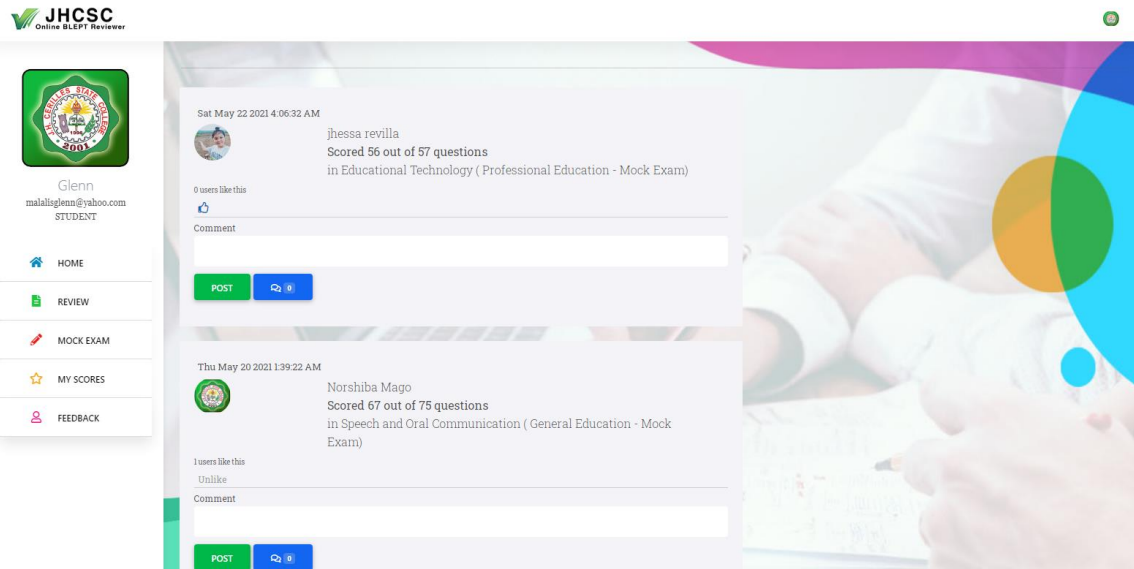 JHCSC
Online BLEPT Reviewer
J.H. CERILLES STATE COLLEGE
2001
Glenn
malalisglenn@yahoo.com
STUDENT
HOME
REVIEW
MOCK EXAM
MY SCORES
FEEDBACK
Sat May 22 2021 4:06:32 AM
jhessa revilla
Scored 56 out of 57 questions
in Educational Technology ( Professional Education - Mock Exam)
0 users like this
Comment
POST
0
Thu May 20 2021 1:39:22 AM
Norshiba Mago
Scored 67 out of 75 questions
in Speech and Oral Communication ( General Education - Mock
Exam)
1 users like this
Unlike
Comment
POST
0